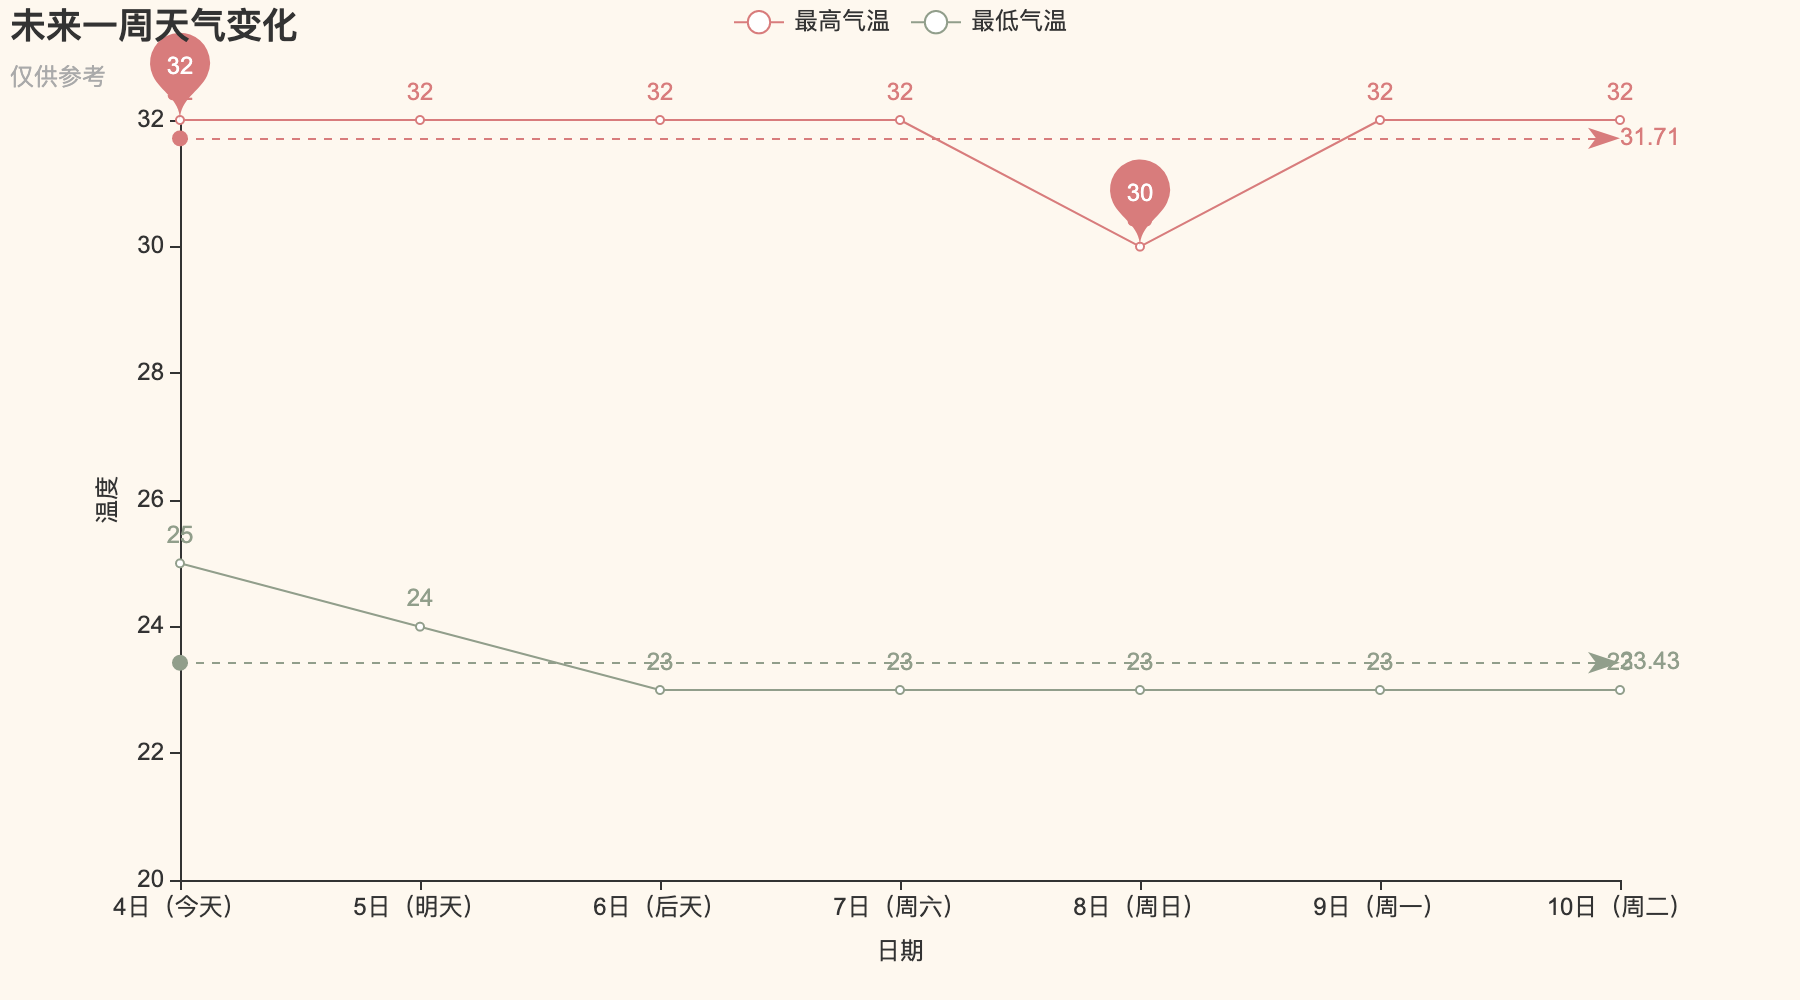 未来一周天气变化
仅供参考
最高气温 最低气温
32
32 32 32 32 32
31.71
30
25
24
23 23 23 23 23
23.43
32
30
28
26
24
22
20
温度
4日（今天） 5日（明天） 6日（后天） 7日（周六） 8日（周日） 9日（周一） 10日（周二）
日期